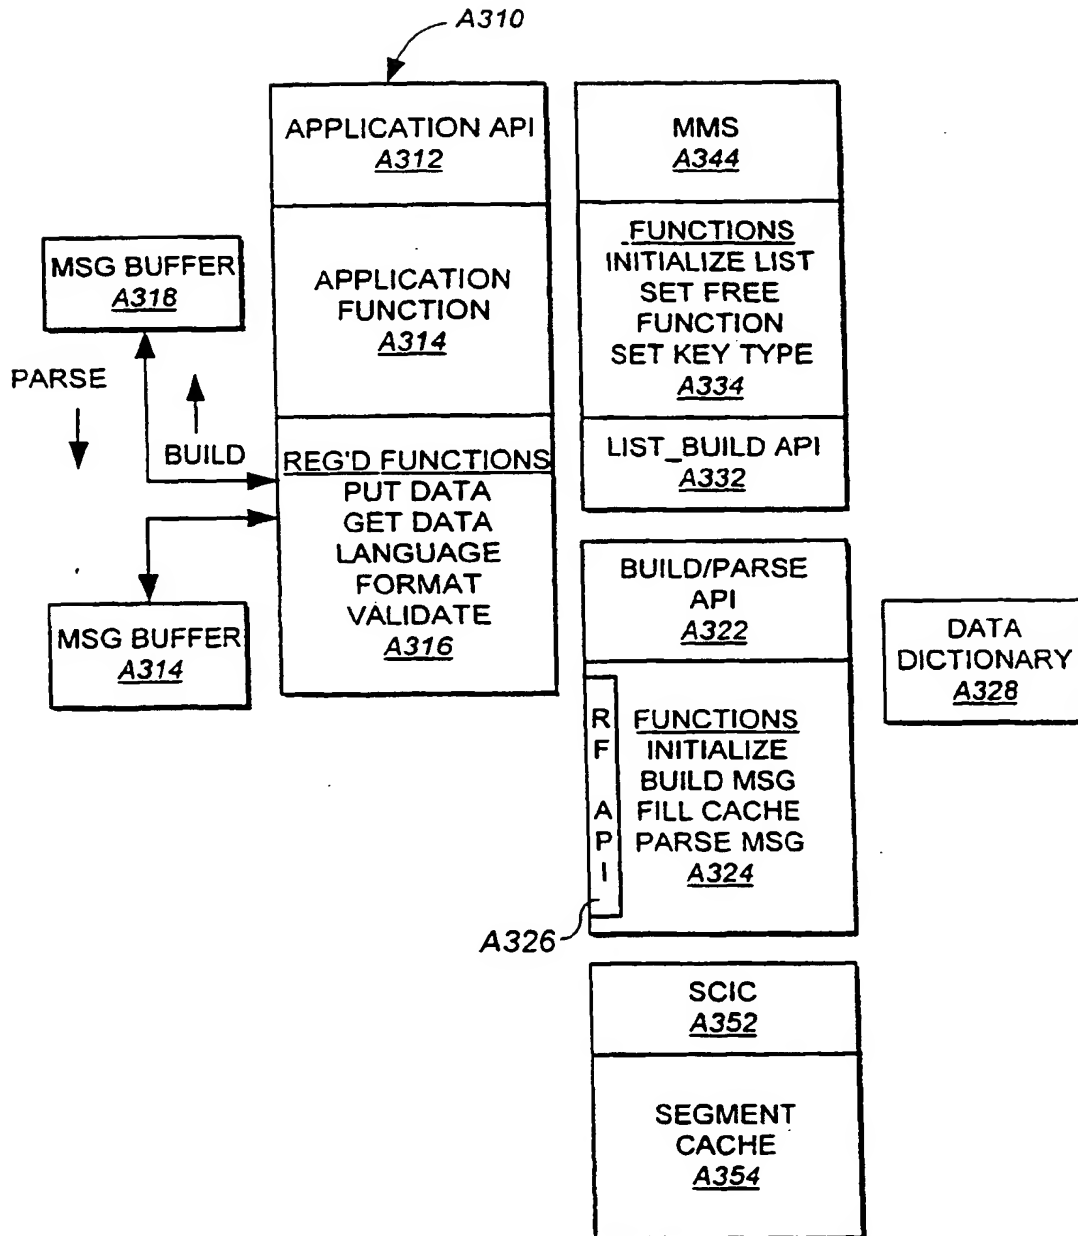 A310
APPLICATION API
A312
APPLICATION
FUNCTION
A314
REG'D FUNCTIONS
PUT DATA
GET DATA
LANGUAGE
FORMAT
VALIDATE
A316
MSG BUFFER
A318
PARSE
BUILD
MSG BUFFER
A314
MMS
A344
FUNCTIONS
INITIALIZE LIST
SET FREE
FUNCTION
SET KEY TYPE
A334
LIST_BUILD API
A332
BUILD/PARSE
API
A322
RF API
FUNCTIONS
INITIALIZE
BUILD MSG
FILL CACHE
PARSE MSG
A324
A326
DATA
DICTIONARY
A328
SCIC
A352
SEGMENT
CACHE
A354